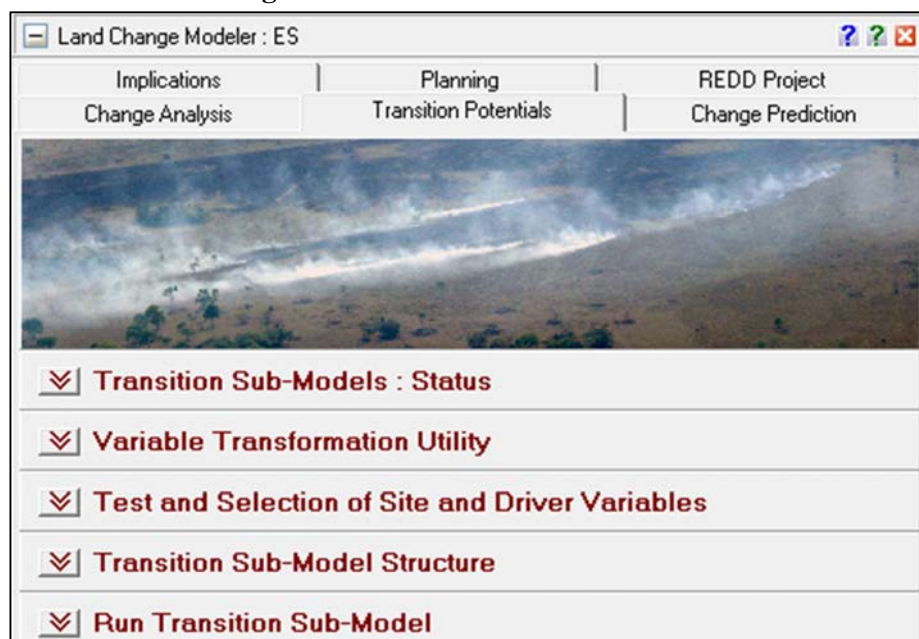 Land Change Modeler : ES ? ?
Implications Planning REDD Project
Change Analysis Transition Potentials Change Prediction
Transition Sub-Models : Status
Variable Transformation Utility
Test and Selection of Site and Driver Variables
Transition Sub-Model Structure
Run Transition Sub-Model